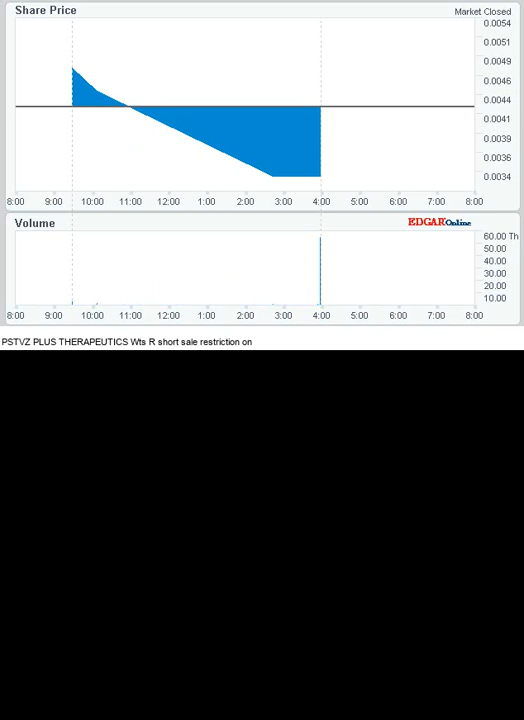 Share Price
Market Closed
0.0054
0.0051
0.0049
0.0046
0.0044
0.0041
0.0039
0.0036
0.0034
8:00 9:00 10:00 11:00 12:00 1:00 2:00 3:00 4:00 5:00 6:00 7:00 8:00
Volume
EDGAROnline
60.00 Th
50.00
40.00
30.00
20.00
10.00
8:00 9:00 10:00 11:00 12:00 1:00 2:00 3:00 4:00 5:00 6:00 7:00 8:00
PSTVZ PLUS THERAPEUTICS Wts R short sale restriction on